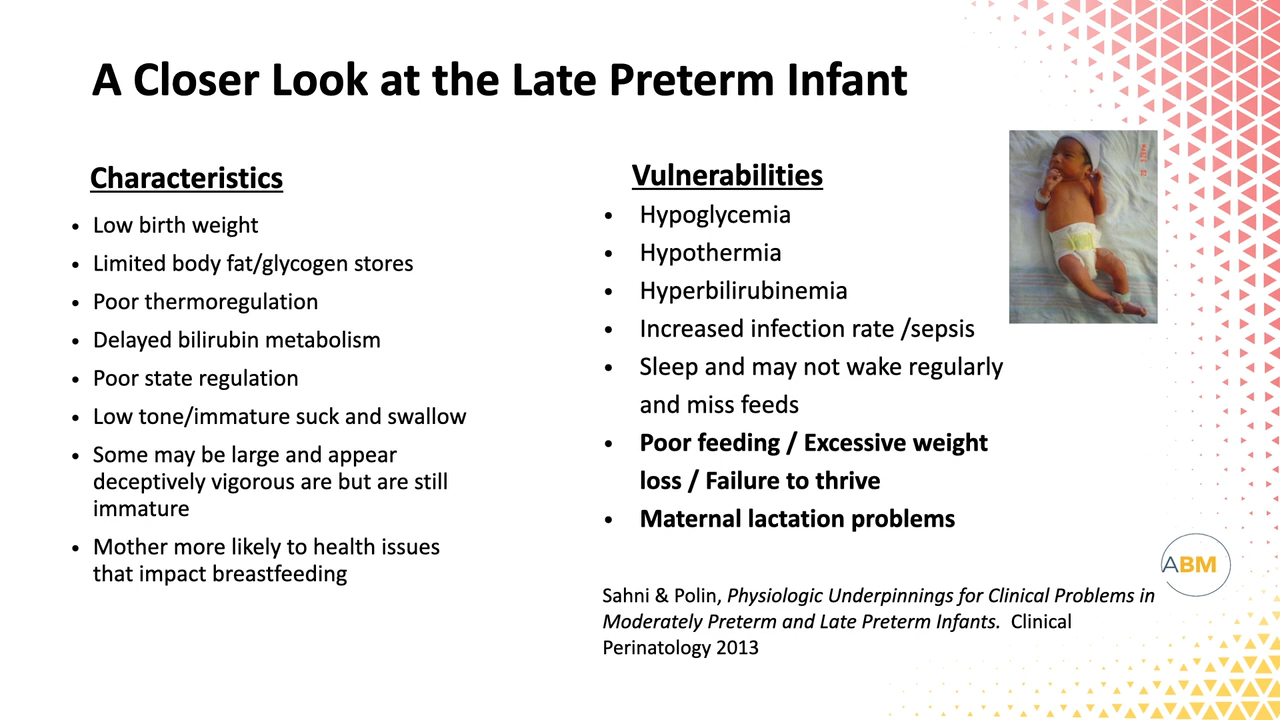 A Closer Look at the Late Preterm Infant
Characteristics
• Low birth weight
• Limited body fat/glycogen stores
• Poor thermoregulation
• Delayed bilirubin metabolism
• Poor state regulation
• Low tone/immature suck and swallow
• Some may be large and appear
deceptively vigorous are but are still
immature
• Mother more likely to health issues
that impact breastfeeding
Vulnerabilities
• Hypoglycemia
• Hypothermia
• Hyperbilirubinemia
• Increased infection rate /sepsis
• Sleep and may not wake regularly
and miss feeds
• Poor feeding / Excessive weight
loss / Failure to thrive
• Maternal lactation problems
ABM
Sahni & Polin, Physiologic Underpinnings for Clinical Problems in
Moderately Preterm and Late Preterm Infants. Clinical
Perinatology 2013